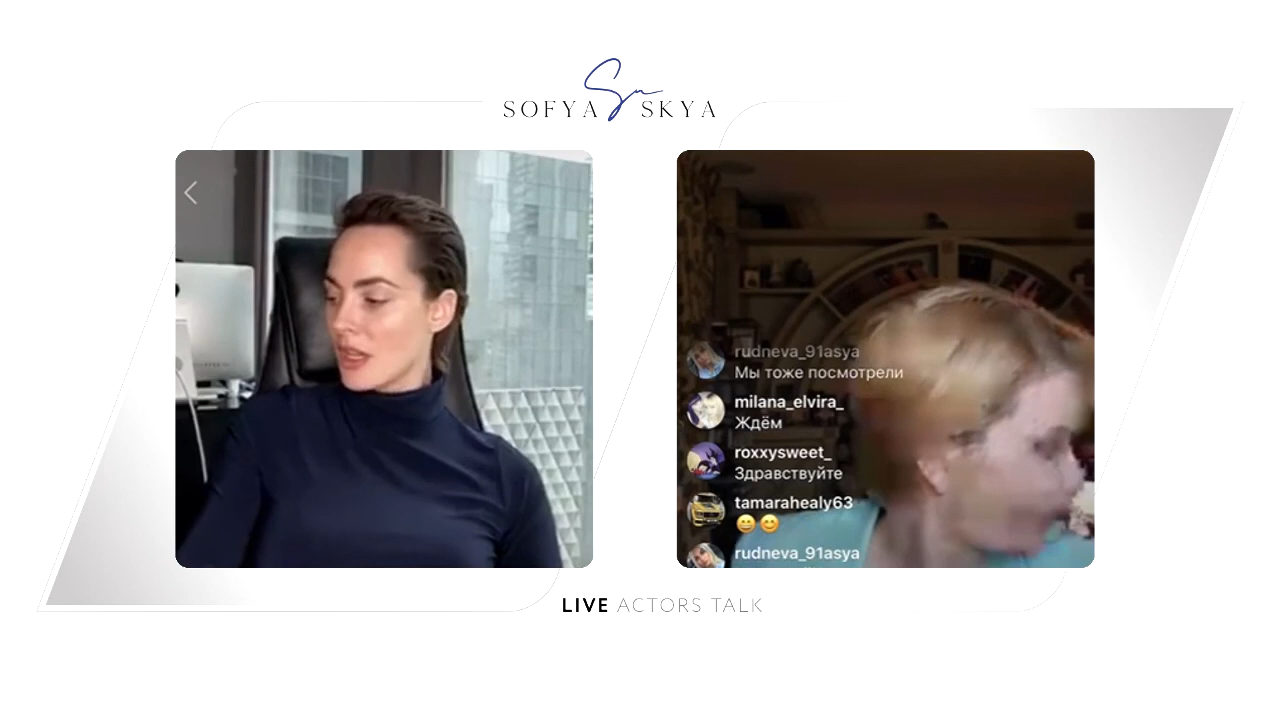 SOFYA SKYA
rudneva_91asya
Мы тоже посмотрели
milana_elvira_
Ждём
roxxysweet_
Здравствуйте
tamarahealy63
😄 😊
rudneva_91asya
LIVE ACTORS TALK